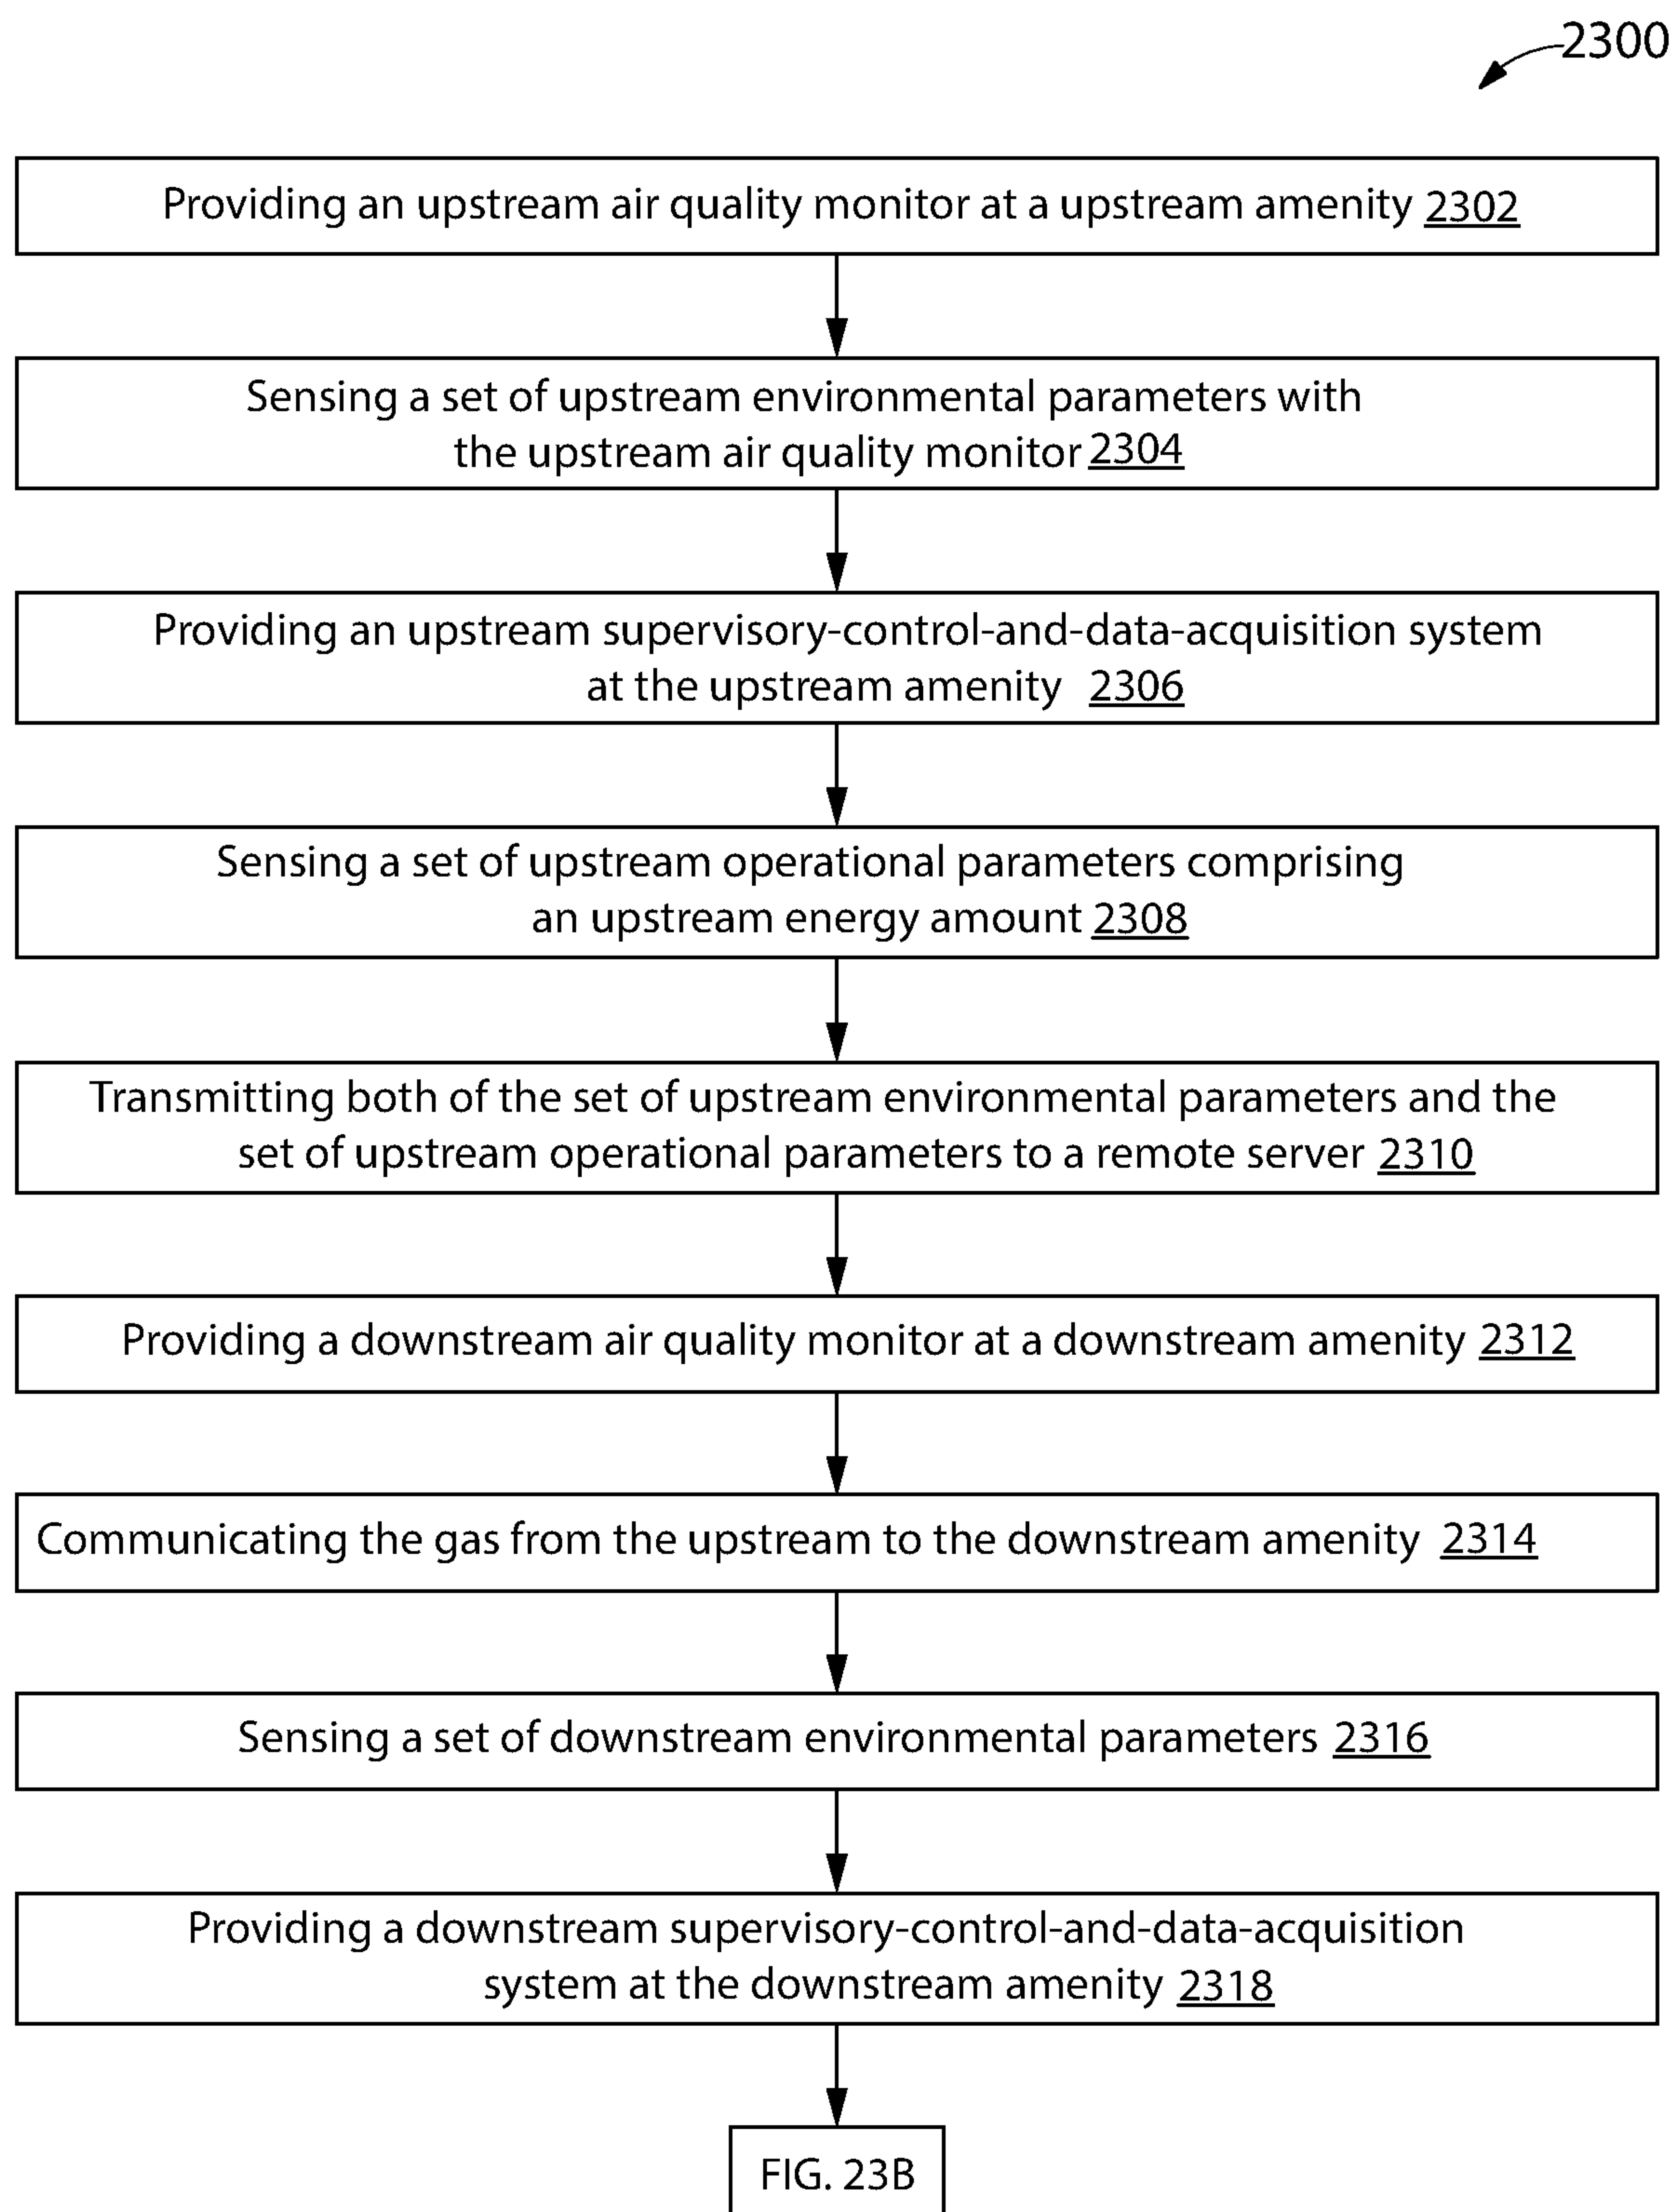 2300
Providing an upstream air quality monitor at a upstream amenity 2302
Sensing a set of upstream environmental parameters with
the upstream air quality monitor 2304
Providing an upstream supervisory-control-and-data-acquisition system
at the upstream amenity 2306
Sensing a set of upstream operational parameters comprising
an upstream energy amount 2308
Transmitting both of the set of upstream environmental parameters and the
set of upstream operational parameters to a remote server 2310
Providing a downstream air quality monitor at a downstream amenity 2312
Communicating the gas from the upstream to the downstream amenity 2314
Sensing a set of downstream environmental parameters 2316
Providing a downstream supervisory-control-and-data-acquisition
system at the downstream amenity 2318
FIG. 23B